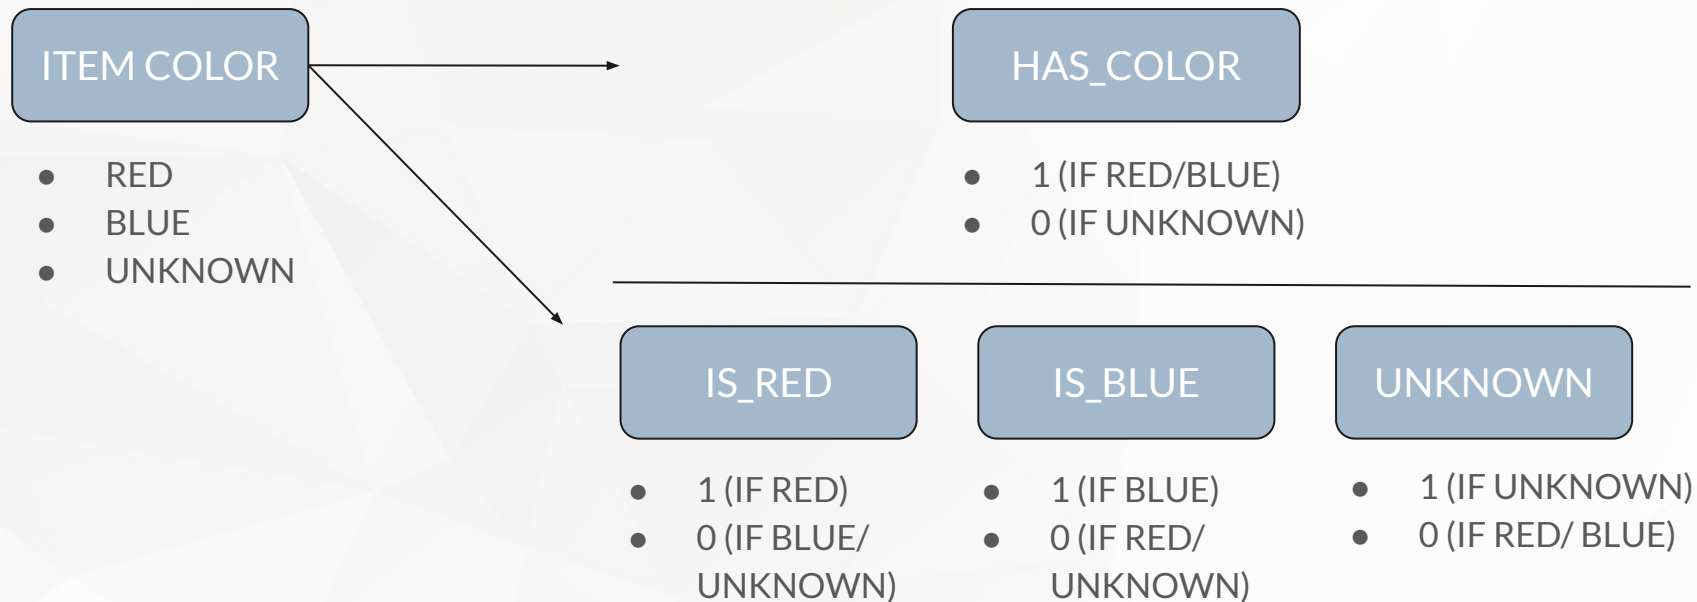 ITEM COLOR
● RED
● BLUE
● UNKNOWN
HAS_COLOR
● 1 (IF RED/BLUE)
● 0 (IF UNKNOWN)
IS_RED
● 1 (IF RED)
● 0 (IF BLUE/
UNKNOWN)
IS_BLUE
● 1 (IF BLUE)
● 0 (IF RED/
UNKNOWN)
UNKNOWN
● 1 (IF UNKNOWN)
● 0 (IF RED/ BLUE)